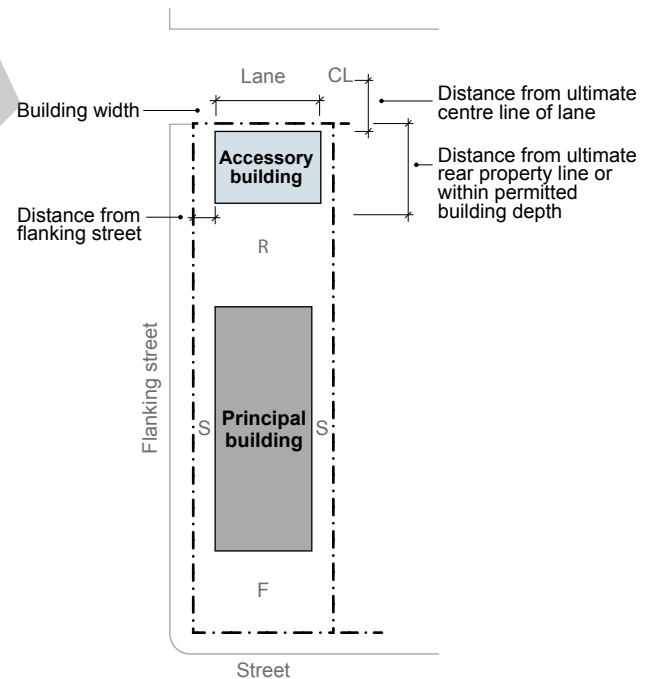 Lane
CL
Building width
Distance from ultimate
centre line of lane
Accessory
building
Distance from ultimate
rear property line or
within permitted
building depth
Distance from
flanking street
R
Flanking street
S
Principal
building
S
F
Street